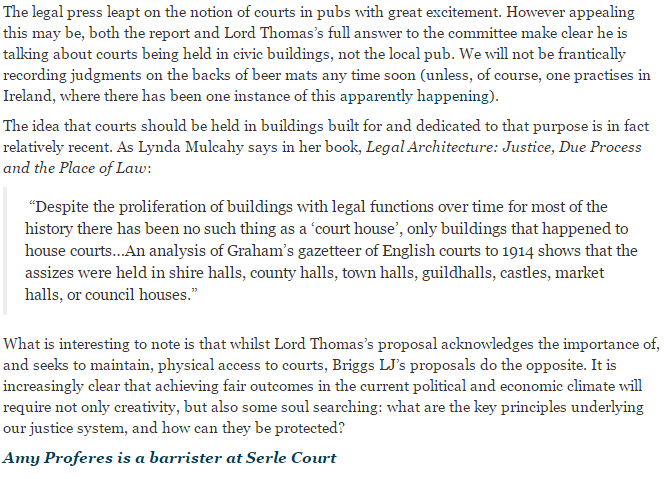 The legal press leapt on the notion of courts in pubs with great excitement. However appealing
this may be, both the report and Lord Thomas’s full answer to the committee make clear he is
talking about courts being held in civic buildings, not the local pub. We will not be frantically
recording judgments on the backs of beer mats any time soon (unless, of course, one practises in
Ireland, where there has been one instance of this apparently happening).
The idea that courts should be held in buildings built for and dedicated to that purpose is in fact
relatively recent. As Lynda Mulcahy says in her book, Legal Architecture: Justice, Due Process
and the Place of Law:
“Despite the proliferation of buildings with legal functions over time for most of the
history there has been no such thing as a ‘court house’, only buildings that happened to
house courts…An analysis of Graham’s gazetteer of English courts to 1914 shows that the
assizes were held in shire halls, county halls, town halls, guildhalls, castles, market
halls, or council houses.”
What is interesting to note is that whilst Lord Thomas’s proposal acknowledges the importance of,
and seeks to maintain, physical access to courts, Briggs LJ’s proposals do the opposite. It is
increasingly clear that achieving fair outcomes in the current political and economic climate will
require not only creativity, but also some soul searching: what are the key principles underlying
our justice system, and how can they be protected?
Amy Proferes is a barrister at Serle Court